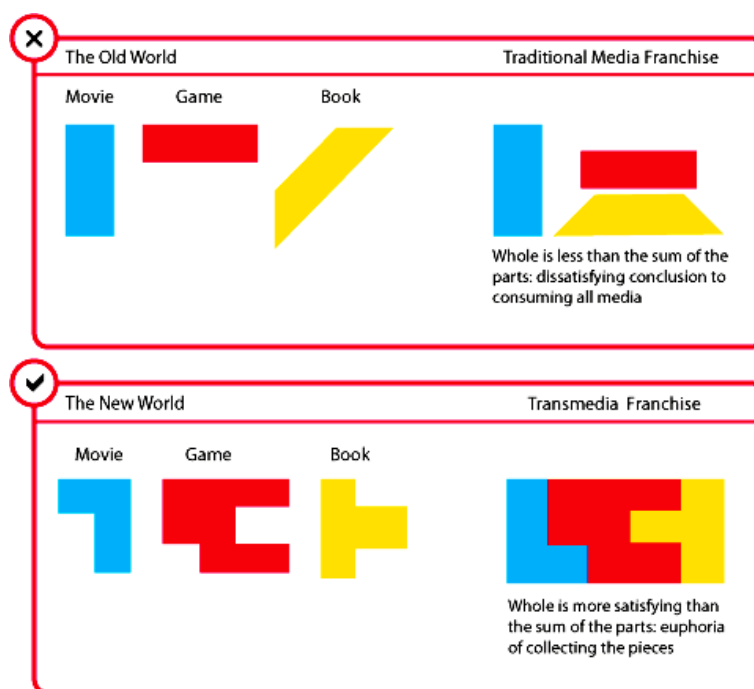 The Old World
Traditional Media Franchise
Movie
Game
Book
Whole is less than the sum of the
parts: dissatisfying conclusion to
consuming all media
The New World
Transmedia Franchise
Movie
Game
Book
Whole is more satisfying than
the sum of the parts: euphoria
of collecting the pieces